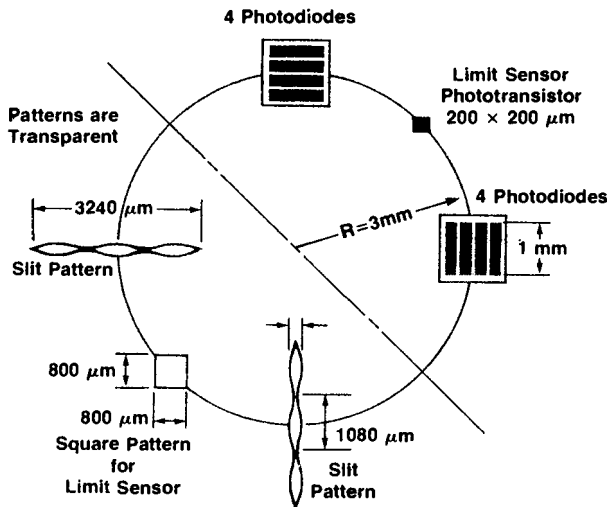 4 Photodiodes
Limit Sensor
Phototransistor
200 × 200 μm
Patterns are
Transparent
4 Photodiodes
3240 μm
R=3mm
1 mm
Slit Pattern
800 μm
800 μm
1080 μm
Square Pattern
for
Limit Sensor
Slit
Pattern